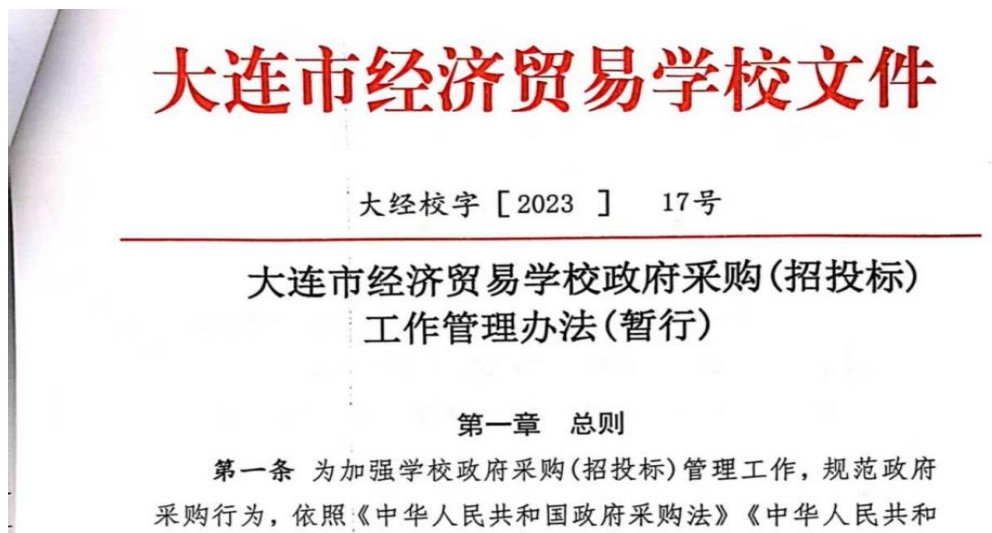 大连市经济贸易学校文件
大经校字［2023 ］ 17号
大连市经济贸易学校政府采购(招投标)
工作管理办法(暂行)
第一章 总则
第一条 为加强学校政府采购(招投标)管理工作，规范政府
采购行为，依照《中华人民共和国政府采购法》《中华人民共和